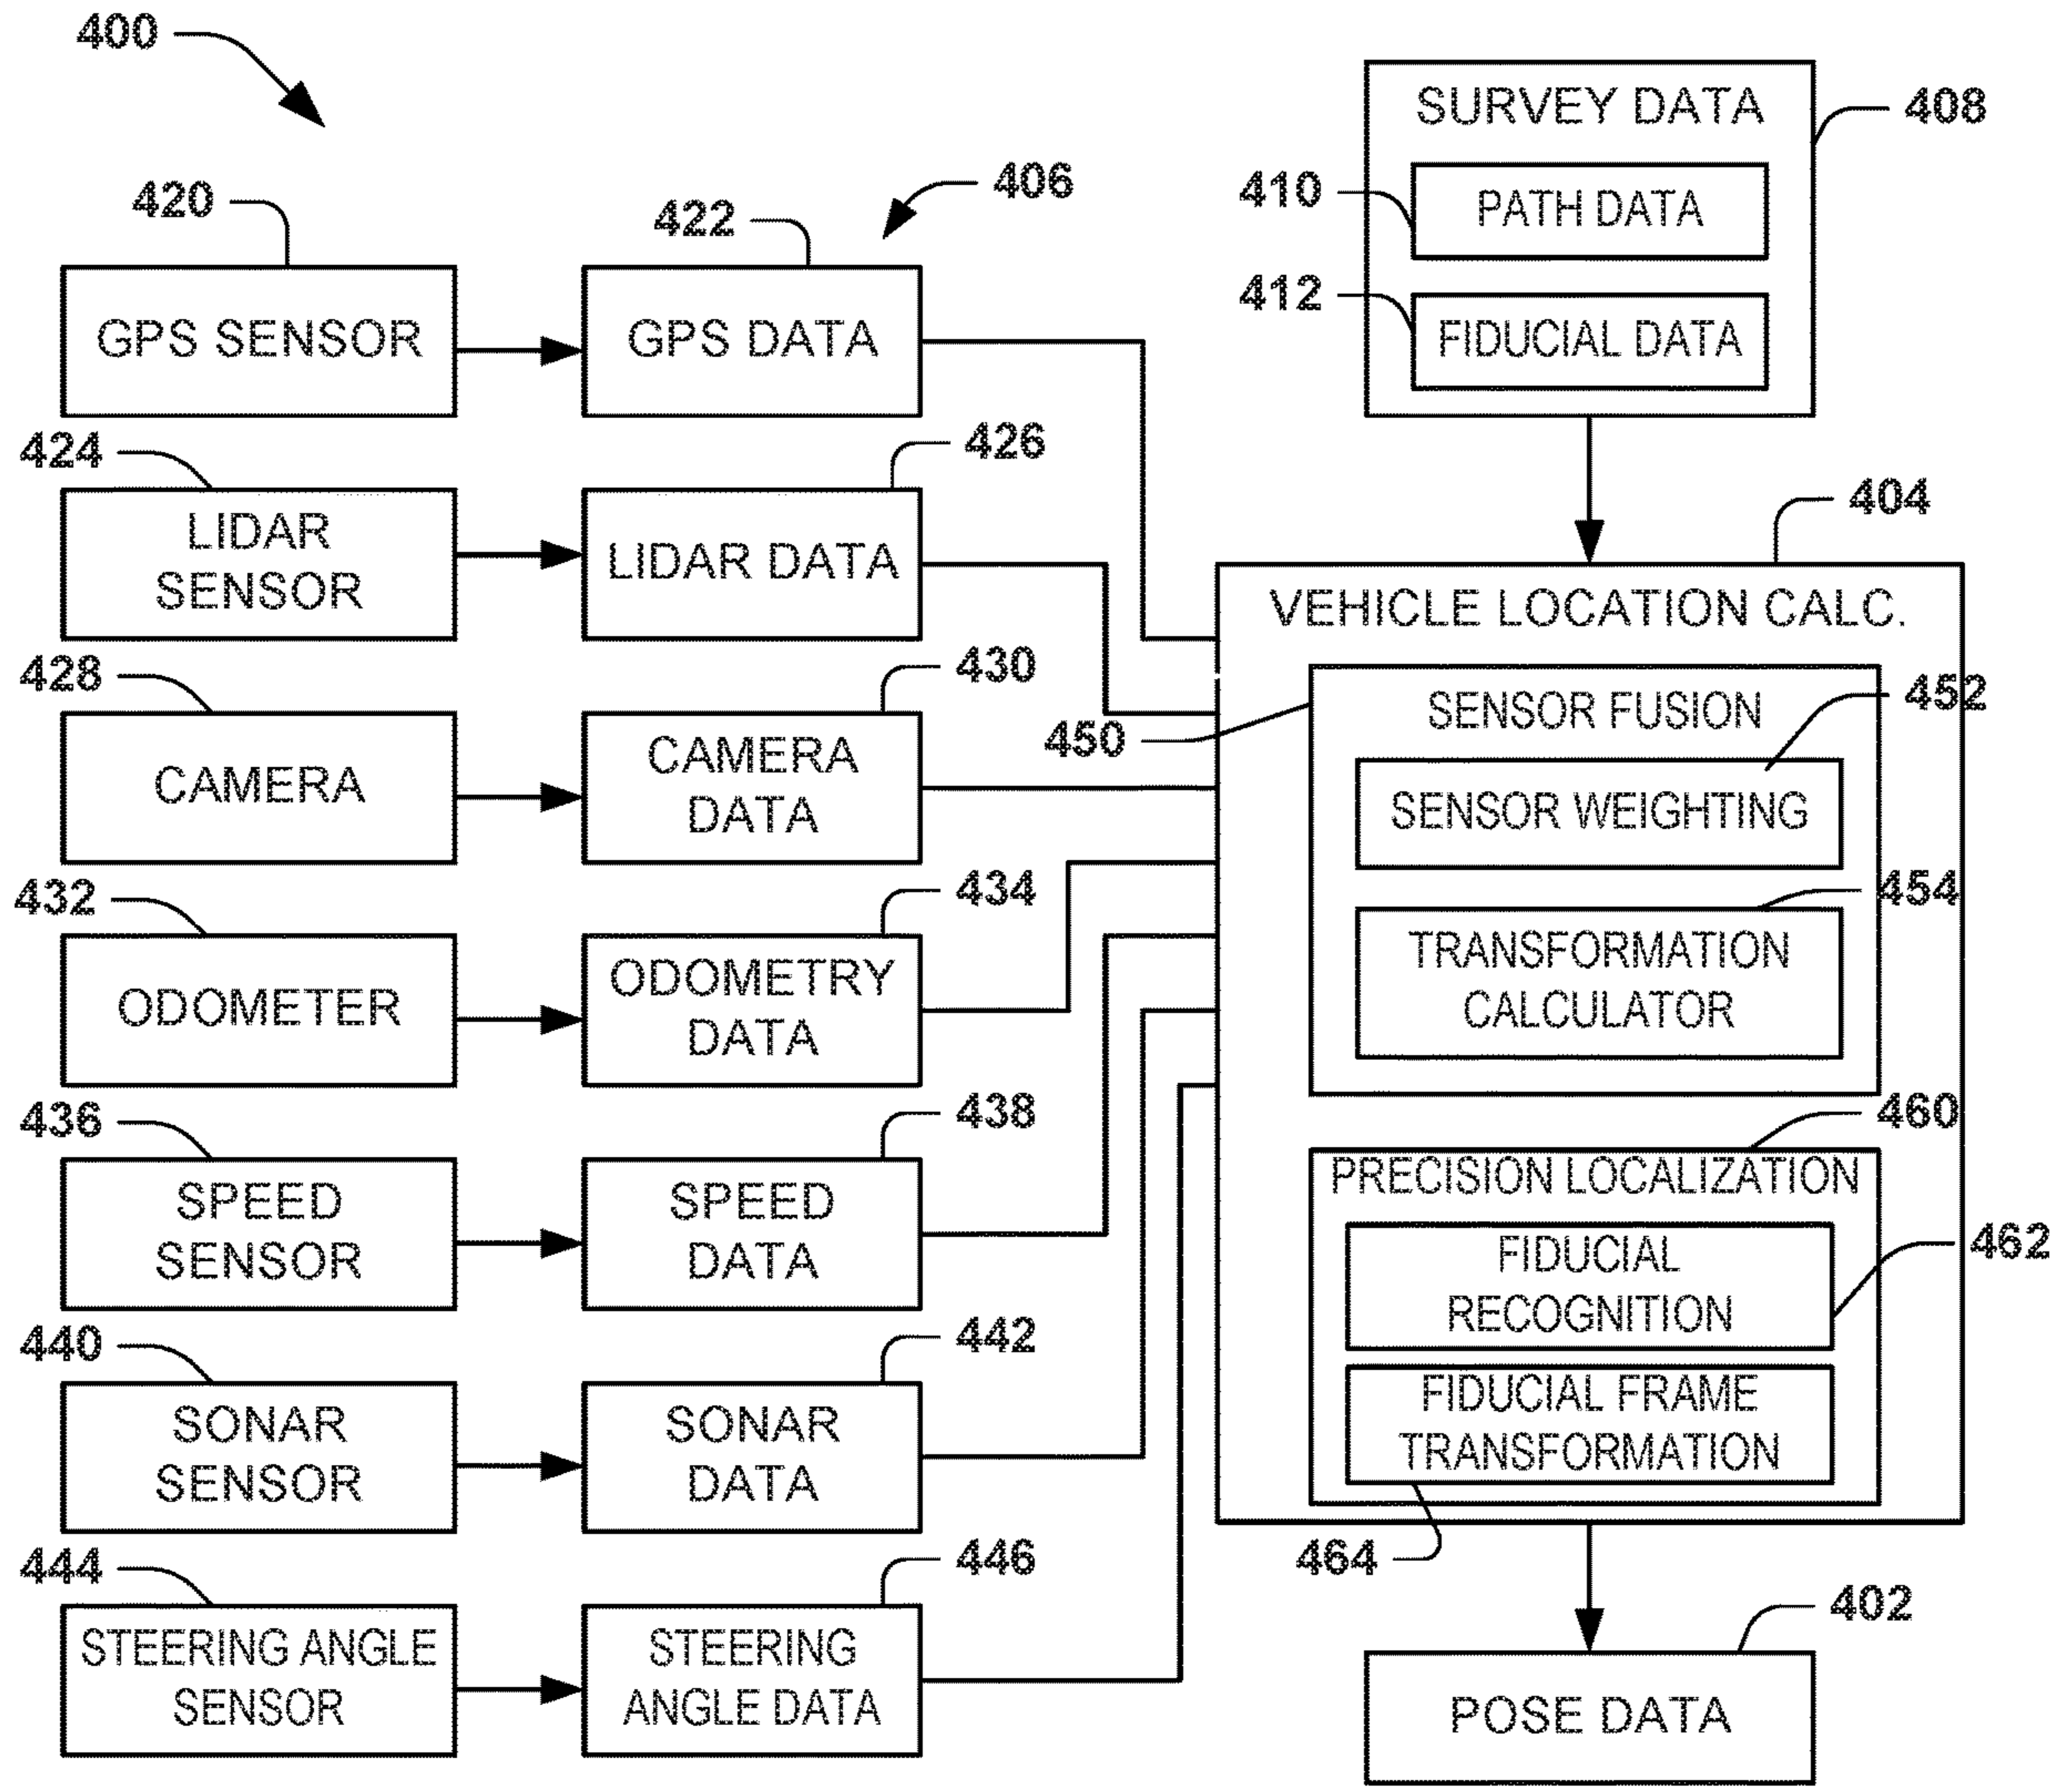 400
406
420
422
GPS SENSOR
GPS DATA
424
426
LIDAR
SENSOR
LIDAR DATA
428
430
CAMERA
CAMERA
DATA
432
434
ODOMETER
ODOMETRY
DATA
436
438
SPEED
SENSOR
SPEED
DATA
440
442
SONAR
SENSOR
SONAR
DATA
444
446
STEERING ANGLE
SENSOR
STEERING
ANGLE DATA
SURVEY DATA
408
410
PATH DATA
412
FIDUCIAL DATA
404
VEHICLE LOCATION CALC.
450
SENSOR FUSION
452
SENSOR WEIGHTING
454
TRANSFORMATION
CALCULATOR
460
PRECISION LOCALIZATION
FIDUCIAL
RECOGNITION
462
FIDUCIAL FRAME
TRANSFORMATION
464
402
POSE DATA